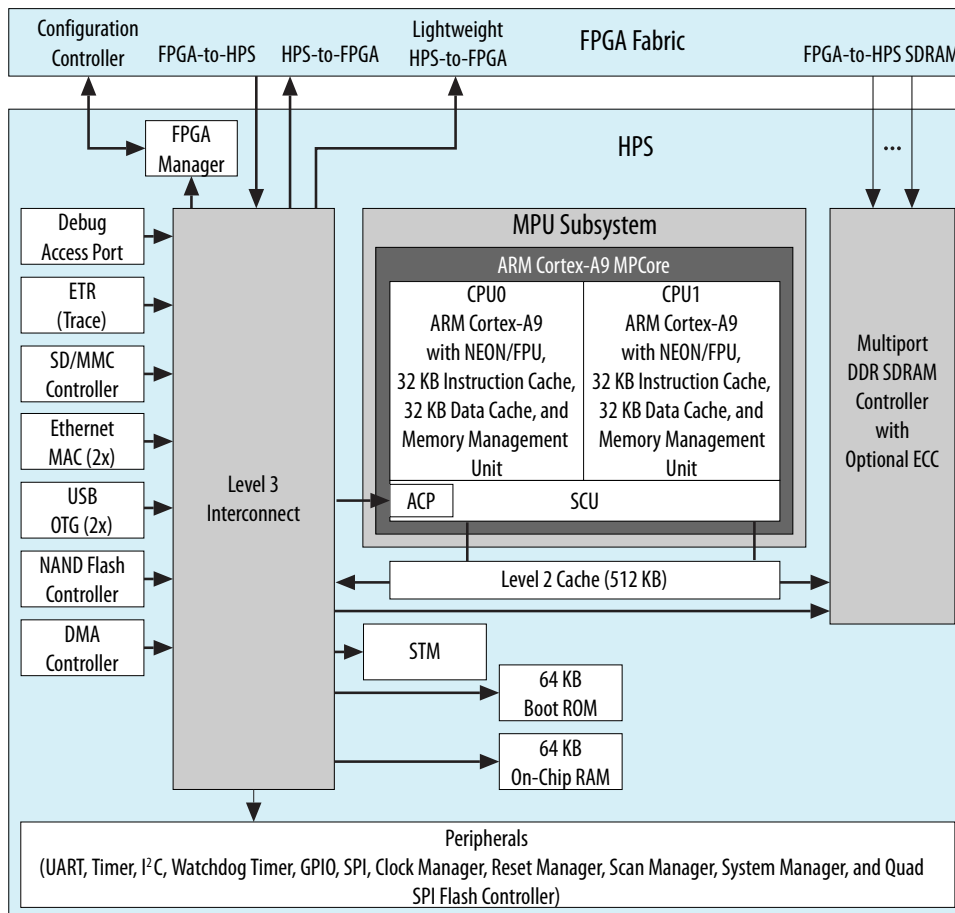 Configuration
Controller
FPGA-to-HPS
HPS-to-FPGA
Lightweight
HPS-to-FPGA
FPGA Fabric
FPGA-to-HPS SDRAM
FPGA
Manager
HPS
...
Debug
Access Port
ETR
(Trace)
SD/MMC
Controller
Ethernet
MAC (2x)
USB
OTG (2x)
NAND Flash
Controller
DMA
Controller
Level 3
Interconnect
MPU Subsystem
ARM Cortex-A9 MPCore
CPU0
ARM Cortex-A9
with NEON/FPU,
32 KB Instruction Cache,
32 KB Data Cache, and
Memory Management
Unit
CPU1
ARM Cortex-A9
with NEON/FPU,
32 KB Instruction Cache,
32 KB Data Cache, and
Memory Management
Unit
ACP
SCU
Level 2 Cache (512 KB)
Multiport
DDR SDRAM
Controller
with
Optional ECC
STM
64 KB
Boot ROM
64 KB
On-Chip RAM
Peripherals
(UART, Timer, I²C, Watchdog Timer, GPIO, SPI, Clock Manager, Reset Manager, Scan Manager, System Manager, and Quad
SPI Flash Controller)